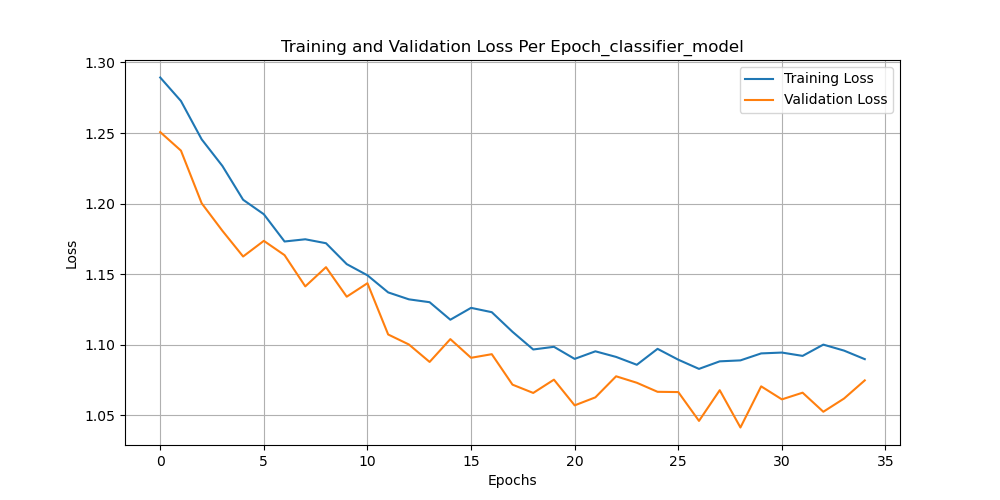 Training and Validation Loss Per Epoch_classifier_model
Training Loss
Validation Loss
1.30
1.25
1.20
1.15
1.10
1.05
Loss
0 5 10 15 20 25 30 35
Epochs